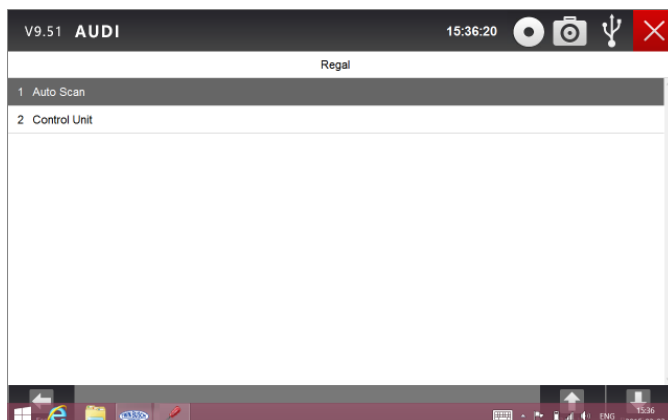 V9.51 AUDI 15:36:20
Regal
1 Auto Scan
2 Control Unit
ENG 15:36